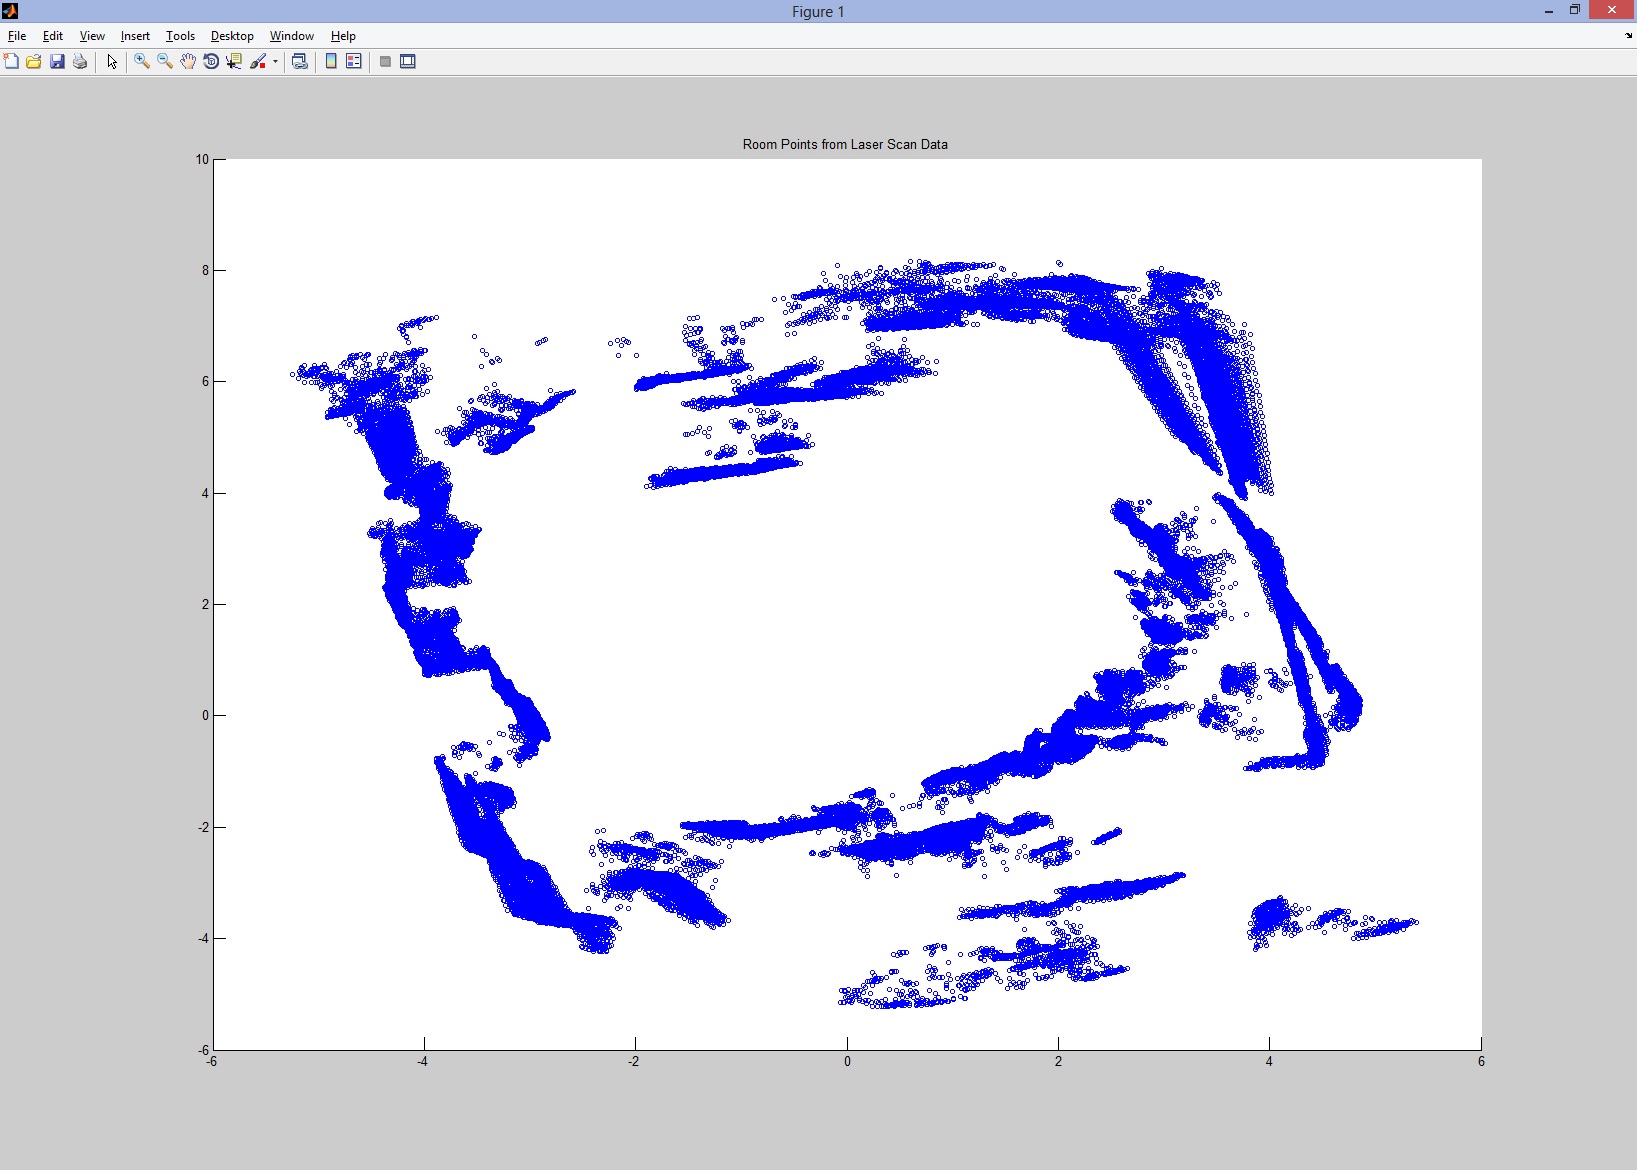 Figure 1
File Edit View Insert Tools Desktop Window Help
Room Points from Laser Scan Data
10
8
6
4
2
0
-2
-4
-6
-6 -4 -2 0 2 4 6